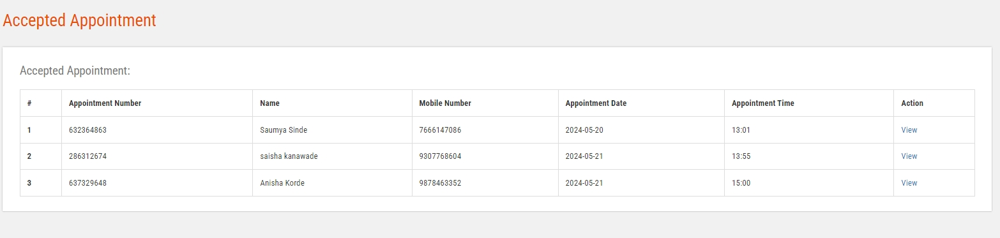 Accepted Appointment
Accepted Appointment:
# Appointment Number Name Mobile Number Appointment Date Appointment Time Action
1 632364863 Saumya Sinde 7666147086 2024-05-20 13:01 View
2 286312674 saisha kanawade 9307768604 2024-05-21 13:55 View
3 637329648 Anisha Korde 9878463352 2024-05-21 15:00 View